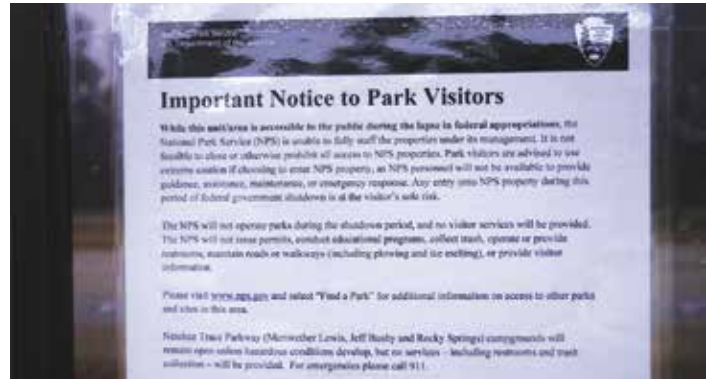 Important Notice to Park Visitors
While this unit/area is accessible to the public during the lapse in federal appropriations, the
National Park Service (NPS) is unable to fully staff the properties under its management. It is not
feasible to close or otherwise prohibit all access to NPS properties. Park visitors are advised to use
extreme caution if choosing to enter NPS property, as NPS personnel will not be available to provide
guidance, assistance, maintenance, or emergency response. Any entry onto NPS property during this
period of federal government shutdown is at the visitor's sole risk.
The NPS will not operate parks during the shutdown period, and no visitor services will be provided.
The NPS will not issue permits, conduct educational programs, collect trash, operate or provide
restrooms, maintain roads or walkways (including plowing and ice melting), or provide visitor
information.
Please visit www.nps.gov and select "Find a Park" for additional information on access to other parks
and sites in this area.
Natchez Trace Parkway (Meriwether Lewis, Jeff Busby and Rocky Springs) campgrounds will
remain open unless hazardous conditions develop, but no services – including restrooms and trash
collection – will be provided. For emergencies please call 911.